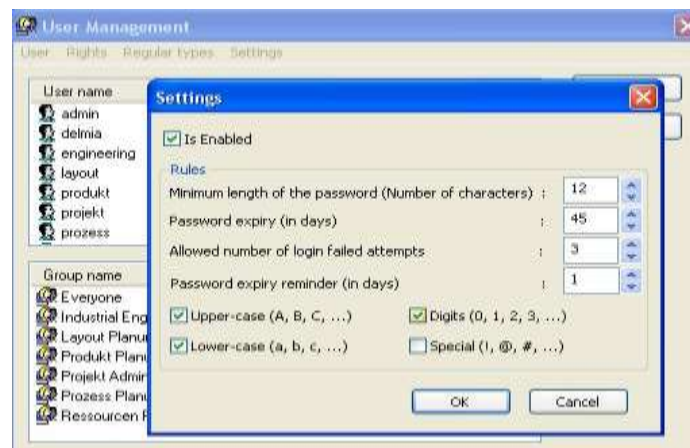 User Management
User Rights Regular types Settings
User name
admin
delmia
engineering
layout
produkt
projekt
prozess
Group name
Everyone
Industrial Eng
Layout Planu
Produkt Planu
Projekt Admir
Prozess Planu
Ressourcen F
Settings
Is Enabled
Rules
Minimum length of the password (Number of characters) : 12
Password expiry (in days) : 45
Allowed number of login failed attempts : 3
Password expiry reminder (in days) : 1
Upper-case (A, B, C, ...) Digits (0, 1, 2, 3, ...)
Lower-case (a, b, c, ...) Special (!, @, #, ...)
OK Cancel